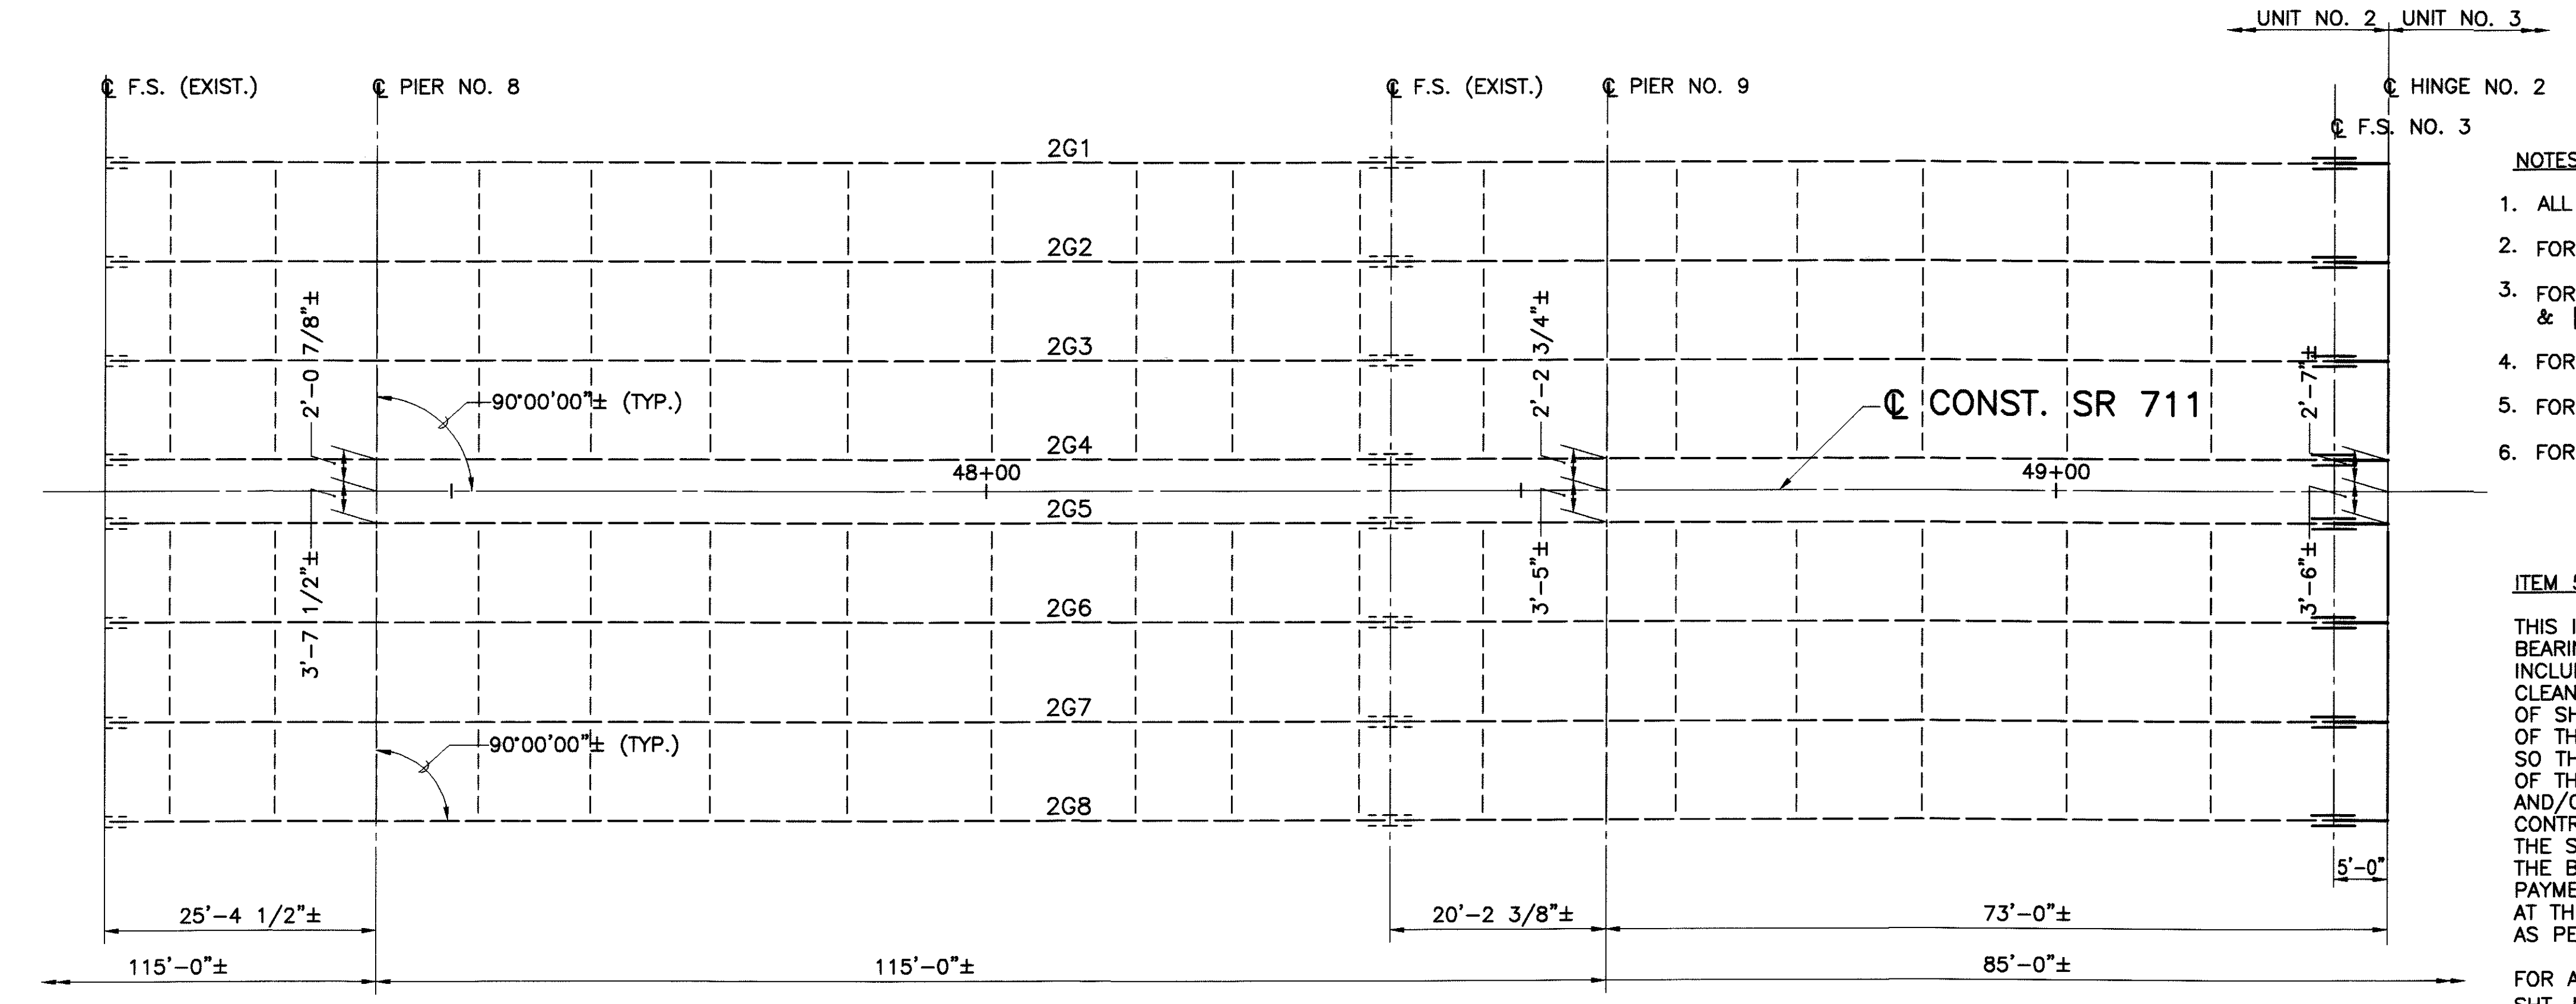 UNIT NO. 2 UNIT NO. 3
℄ F.S. (EXIST.)
℄ PIER NO. 8
℄ F.S. (EXIST.)
℄ PIER NO. 9
℄ HINGE NO. 2
℄ F.S. NO. 3
2G1
2G2
2G3
2G4
2G5
2G6
2G7
2G8
2'-0 7/8"±
3'-7 1/2"±
90°00'00"± (TYP.)
90°00'00"± (TYP.)
48+00
2'-2 3/4"±
3'-5"±
℄ CONST. SR 711
49+00
2'-7"±
3'-6"±
5'-0"
25'-4 1/2"±
20'-2 3/8"±
73'-0"±
115'-0"±
115'-0"±
85'-0"±
NOTES
1. ALL
2. FOR
3. FOR
&
4. FOR
5. FOR
6. FOR
ITEM 5
THIS I
BEARIN
INCLU
CLEAN
OF SH
OF TH
SO TH
OF TH
AND/O
CONTR
THE S
THE B
PAYME
AT TH
AS PE
FOR A
SHT.